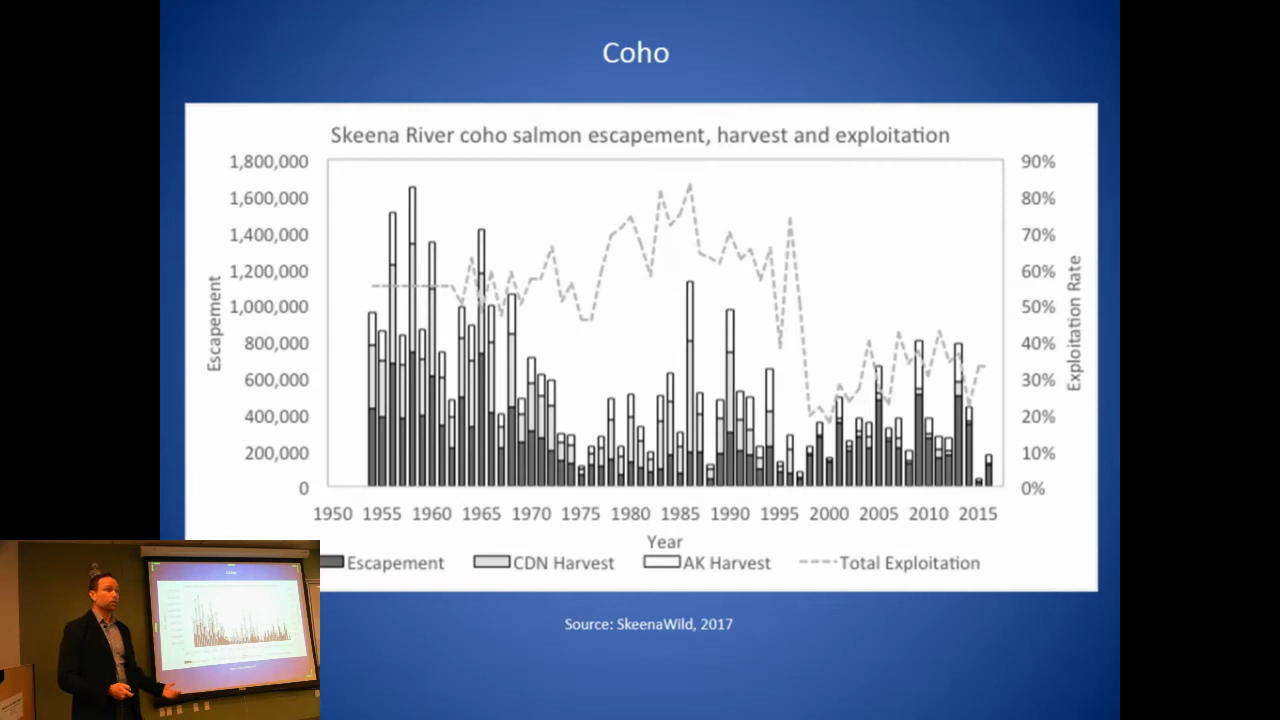 Coho
Skeena River coho salmon escapement, harvest and exploitation
1,800,000
1,600,000
1,400,000
1,200,000
1,000,000
800,000
600,000
400,000
200,000
0
Escapement
90%
80%
70%
60%
50%
40%
30%
20%
10%
0%
Exploitation Rate
1950 1955 1960 1965 1970 1975 1980 1985 1990 1995 2000 2005 2010 2015
Year
Escapement CDN Harvest AK Harvest Total Exploitation
Source: SkeenaWild, 2017
Coho